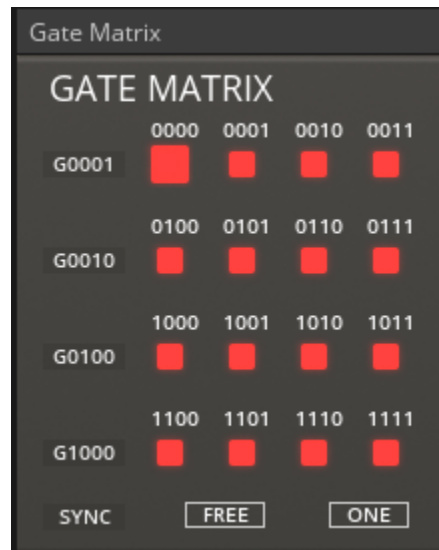 Gate Matrix
GATE MATRIX
0000 0001 0010 0011
G0001
0100 0101 0110 0111
G0010
1000 1001 1010 1011
G0100
1100 1101 1110 1111
G1000
SYNC FREE ONE